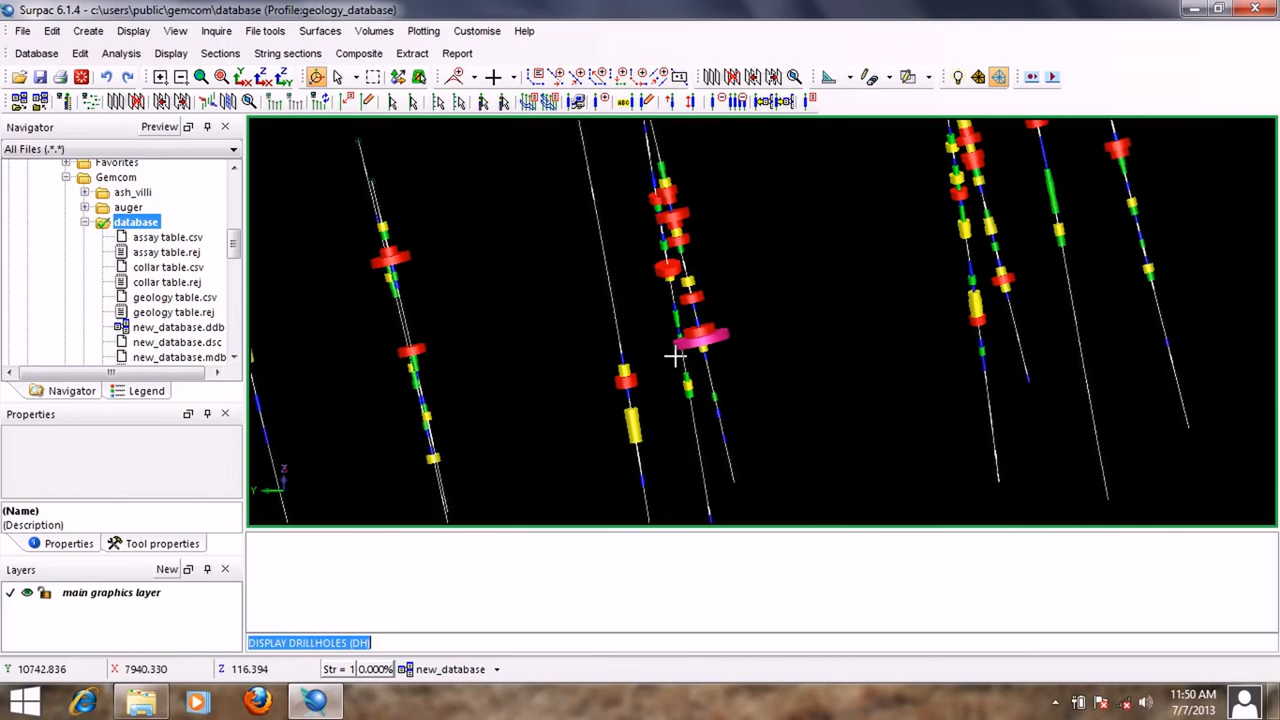 Surpac 6.1.4 - c:\users\public\gemcom\database (Profile:geology_database)
File Edit Create Display View Inquire File tools Surfaces Volumes Plotting Customise Help
Database Edit Analysis Display Sections String sections Composite Extract Report
Navigator Preview
All Files (*.*)
Favorites
Gemcom
ash_villi
auger
database
assay table.csv
assay table.rej
collar table.csv
collar table.rej
geology table.csv
geology table.rej
new_database.ddb
new_database.dsc
new_database.mdb
Navigator Legend
Properties
(Name)
(Description)
Properties Tool properties
Layers New
main graphics layer
Z
Y
DISPLAY DRILLHOLES (DH)
Y 10742.836 X 7940.330 Z 116.394 Str = 1 0.000% new_database
11:50 AM
7/7/2013